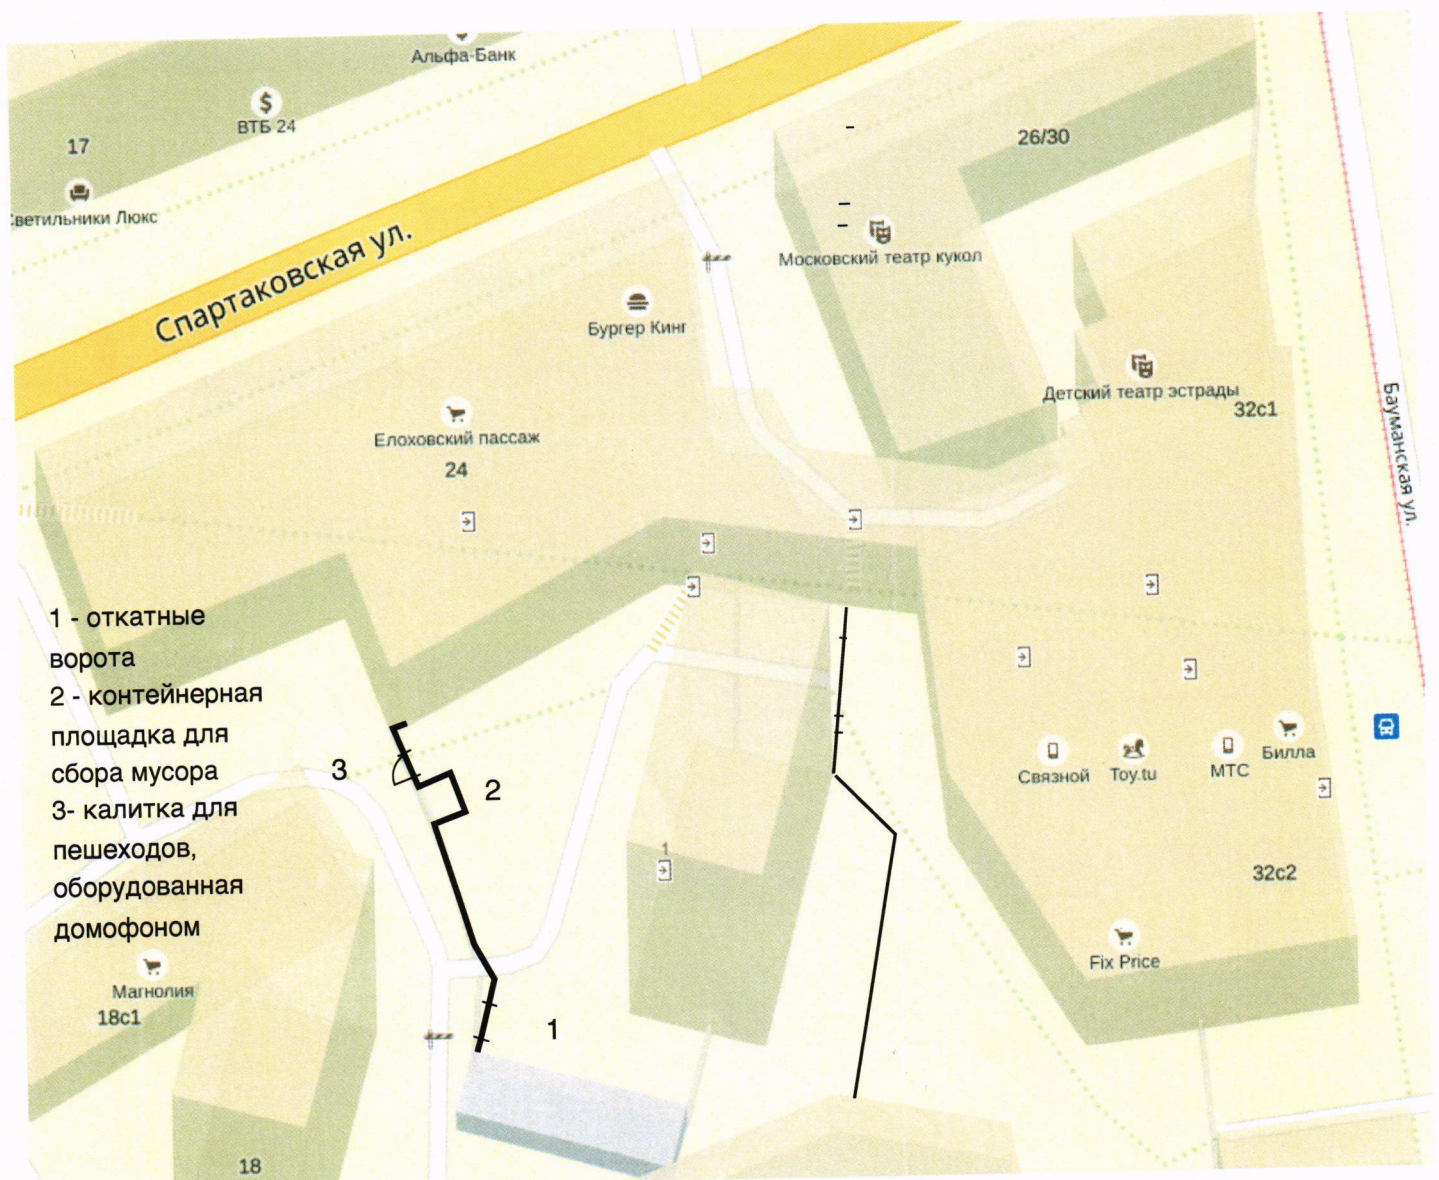 Альфа-Банк
ВТБ 24
17
26/30
Светильники Люкс
Спартаковская ул.
Московский театр кукол
Бургер Кинг
Детский театр эстрады
32с1
Бауманская ул.
Елоховский пассаж
24
1 - откатные
ворота
2 - контейнерная
площадка для
сбора мусора
3- калитка для
пешеходов,
оборудованная
домофоном
3
2
1
1
Связной
Toy.tu
МТС
Билла
32с2
Fix Price
Магнолия
18с1
18